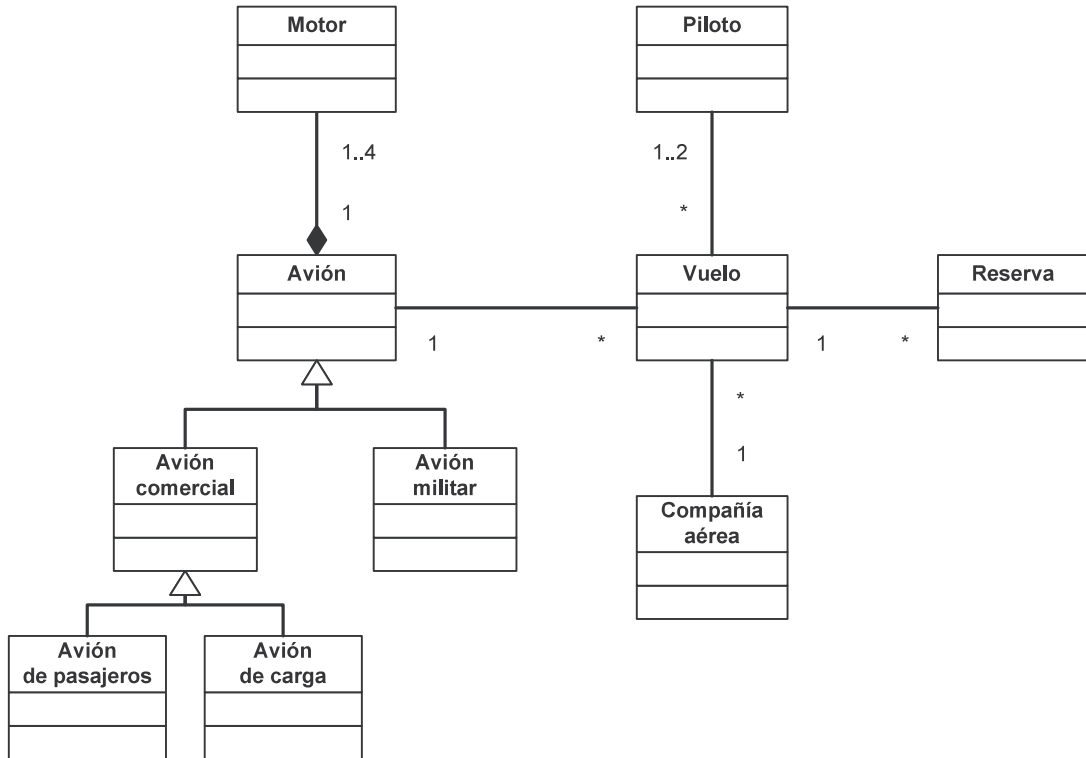 Motor
Piloto
1..4
1..2
1
*
Avión
Vuelo
Reserva
1
*
1
*
*
1
Avión
comercial
Avión
militar
Compañía
aérea
Avión
de pasajeros
Avión
de carga